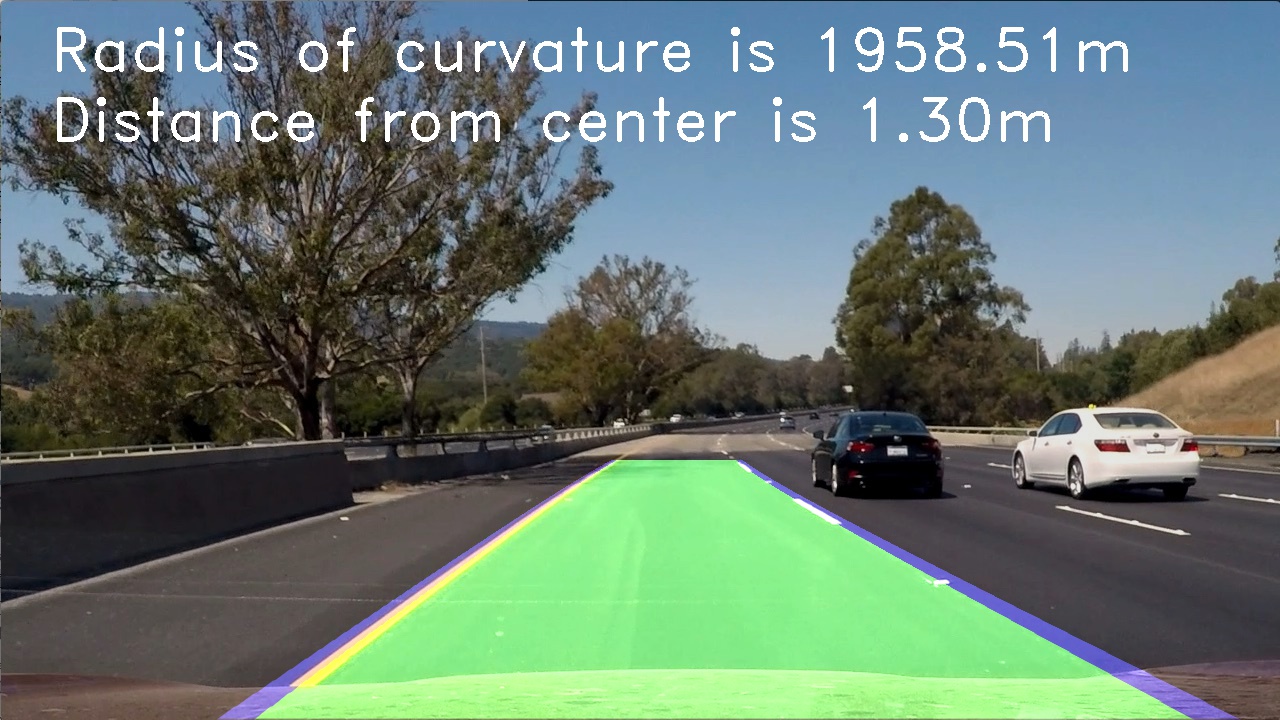 Radius of curvature is 1958.51m
Distance from center is 1.30m